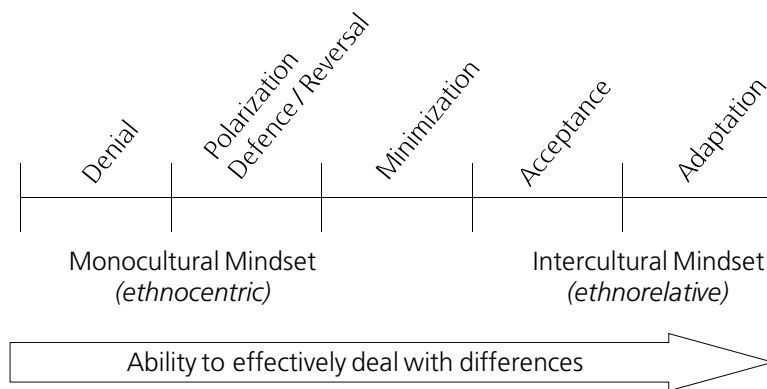 Denial
Polarization
Defence / Reversal
Minimization
Acceptance
Adaptation
Monocultural Mindset
(ethnocentric)
Intercultural Mindset
(ethnorelative)
Ability to effectively deal with differences